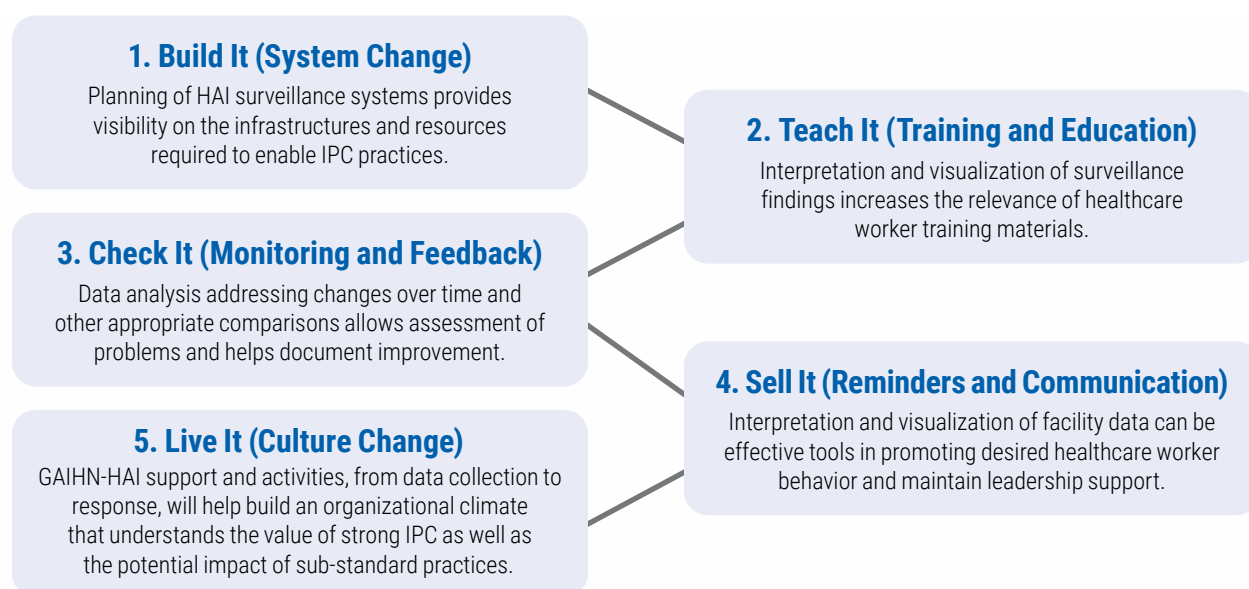 1. Build It (System Change)
Planning of HAI surveillance systems provides
visibility on the infrastructures and resources
required to enable IPC practices.
2. Teach It (Training and Education)
Interpretation and visualization of surveillance
findings increases the relevance of healthcare
worker training materials.
3. Check It (Monitoring and Feedback)
Data analysis addressing changes over time and
other appropriate comparisons allows assessment of
problems and helps document improvement.
4. Sell It (Reminders and Communication)
Interpretation and visualization of facility data can be
effective tools in promoting desired healthcare worker
behavior and maintain leadership support.
5. Live It (Culture Change)
GAIHN-HAI support and activities, from data collection to
response, will help build an organizational climate
that understands the value of strong IPC as well as
the potential impact of sub-standard practices.